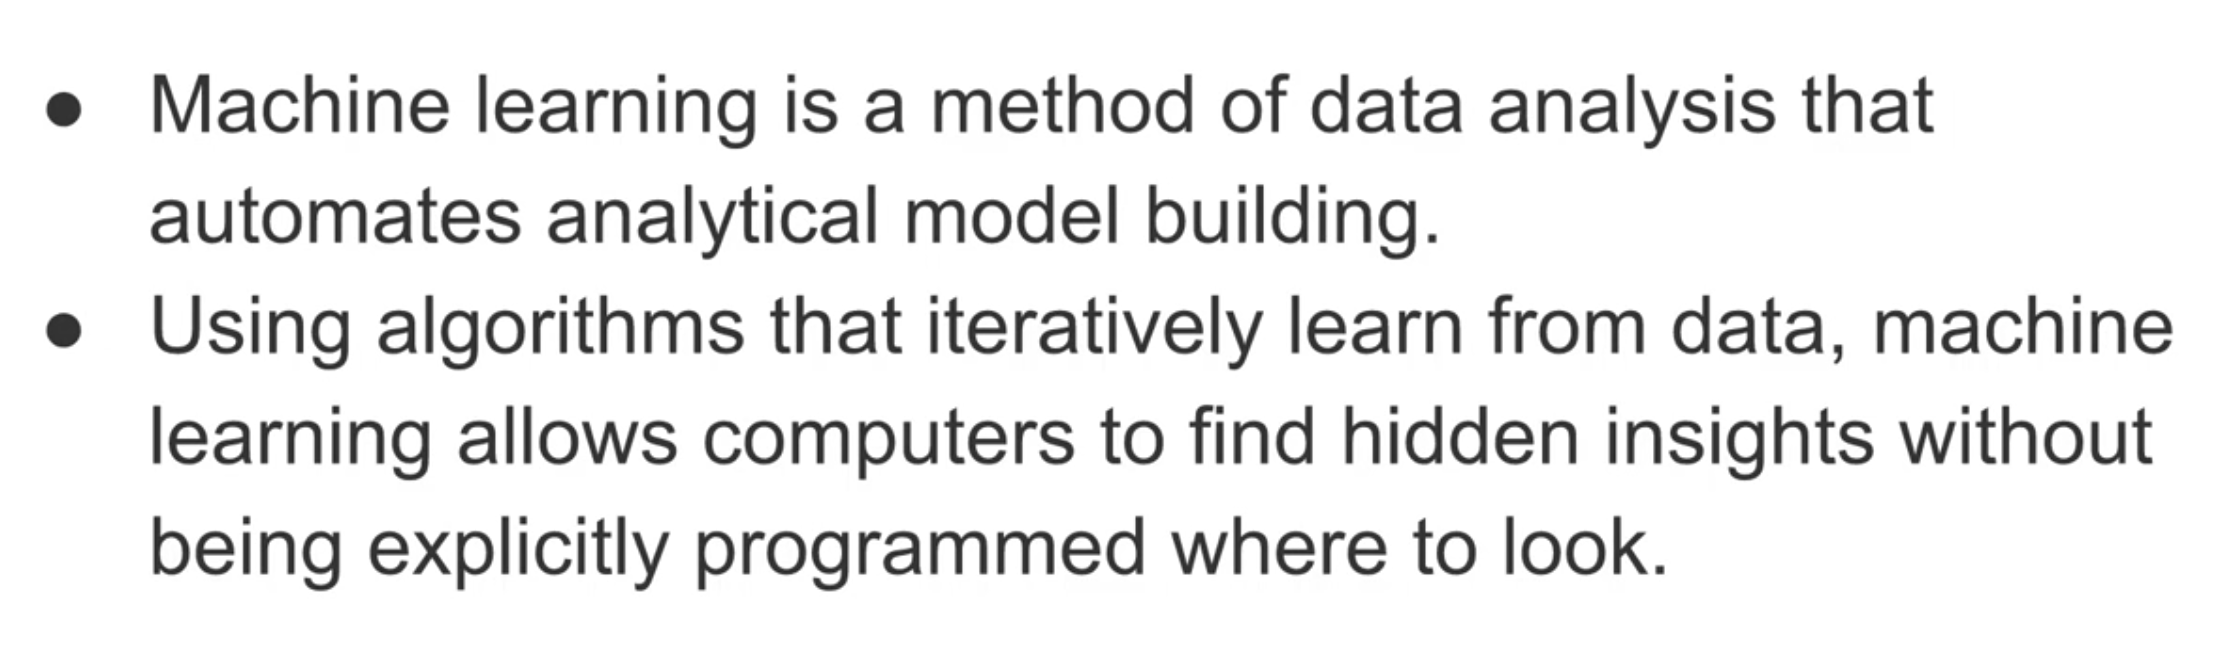 ● Machine learning is a method of data analysis that
automates analytical model building.
● Using algorithms that iteratively learn from data, machine
learning allows computers to find hidden insights without
being explicitly programmed where to look.